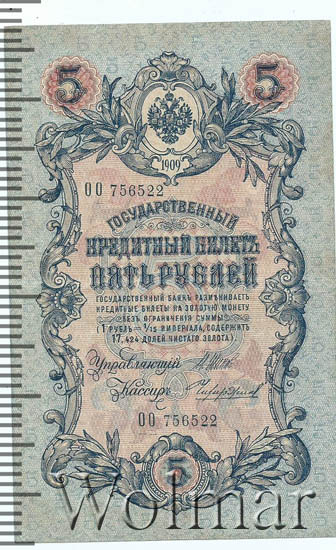 5 5
1909
ОО 756522
ГОСУДАРСТВЕННЫЙ
КРЕДИТНЫЙ БИЛЕТЪ
ПЯТЬ РУБЛЕЙ
ГОСУДАРСТВЕННЫЙ БАНКЪ РАЗМѢНИВАЕТЪ
КРЕДИТНЫЕ БИЛЕТЫ НА ЗОЛОТУЮ МОНЕТУ
БЕЗЪ ОГРАНИЧЕНІЯ СУММЫ
(1 РУБЛЬ = 1/15 ИМПЕРІАЛА, СОДЕРЖИТЪ
17,424 ДОЛЕЙ ЧИСТАГО ЗОЛОТА).
Управляющій
Кассиръ
ОО 756522
5
Wolmar